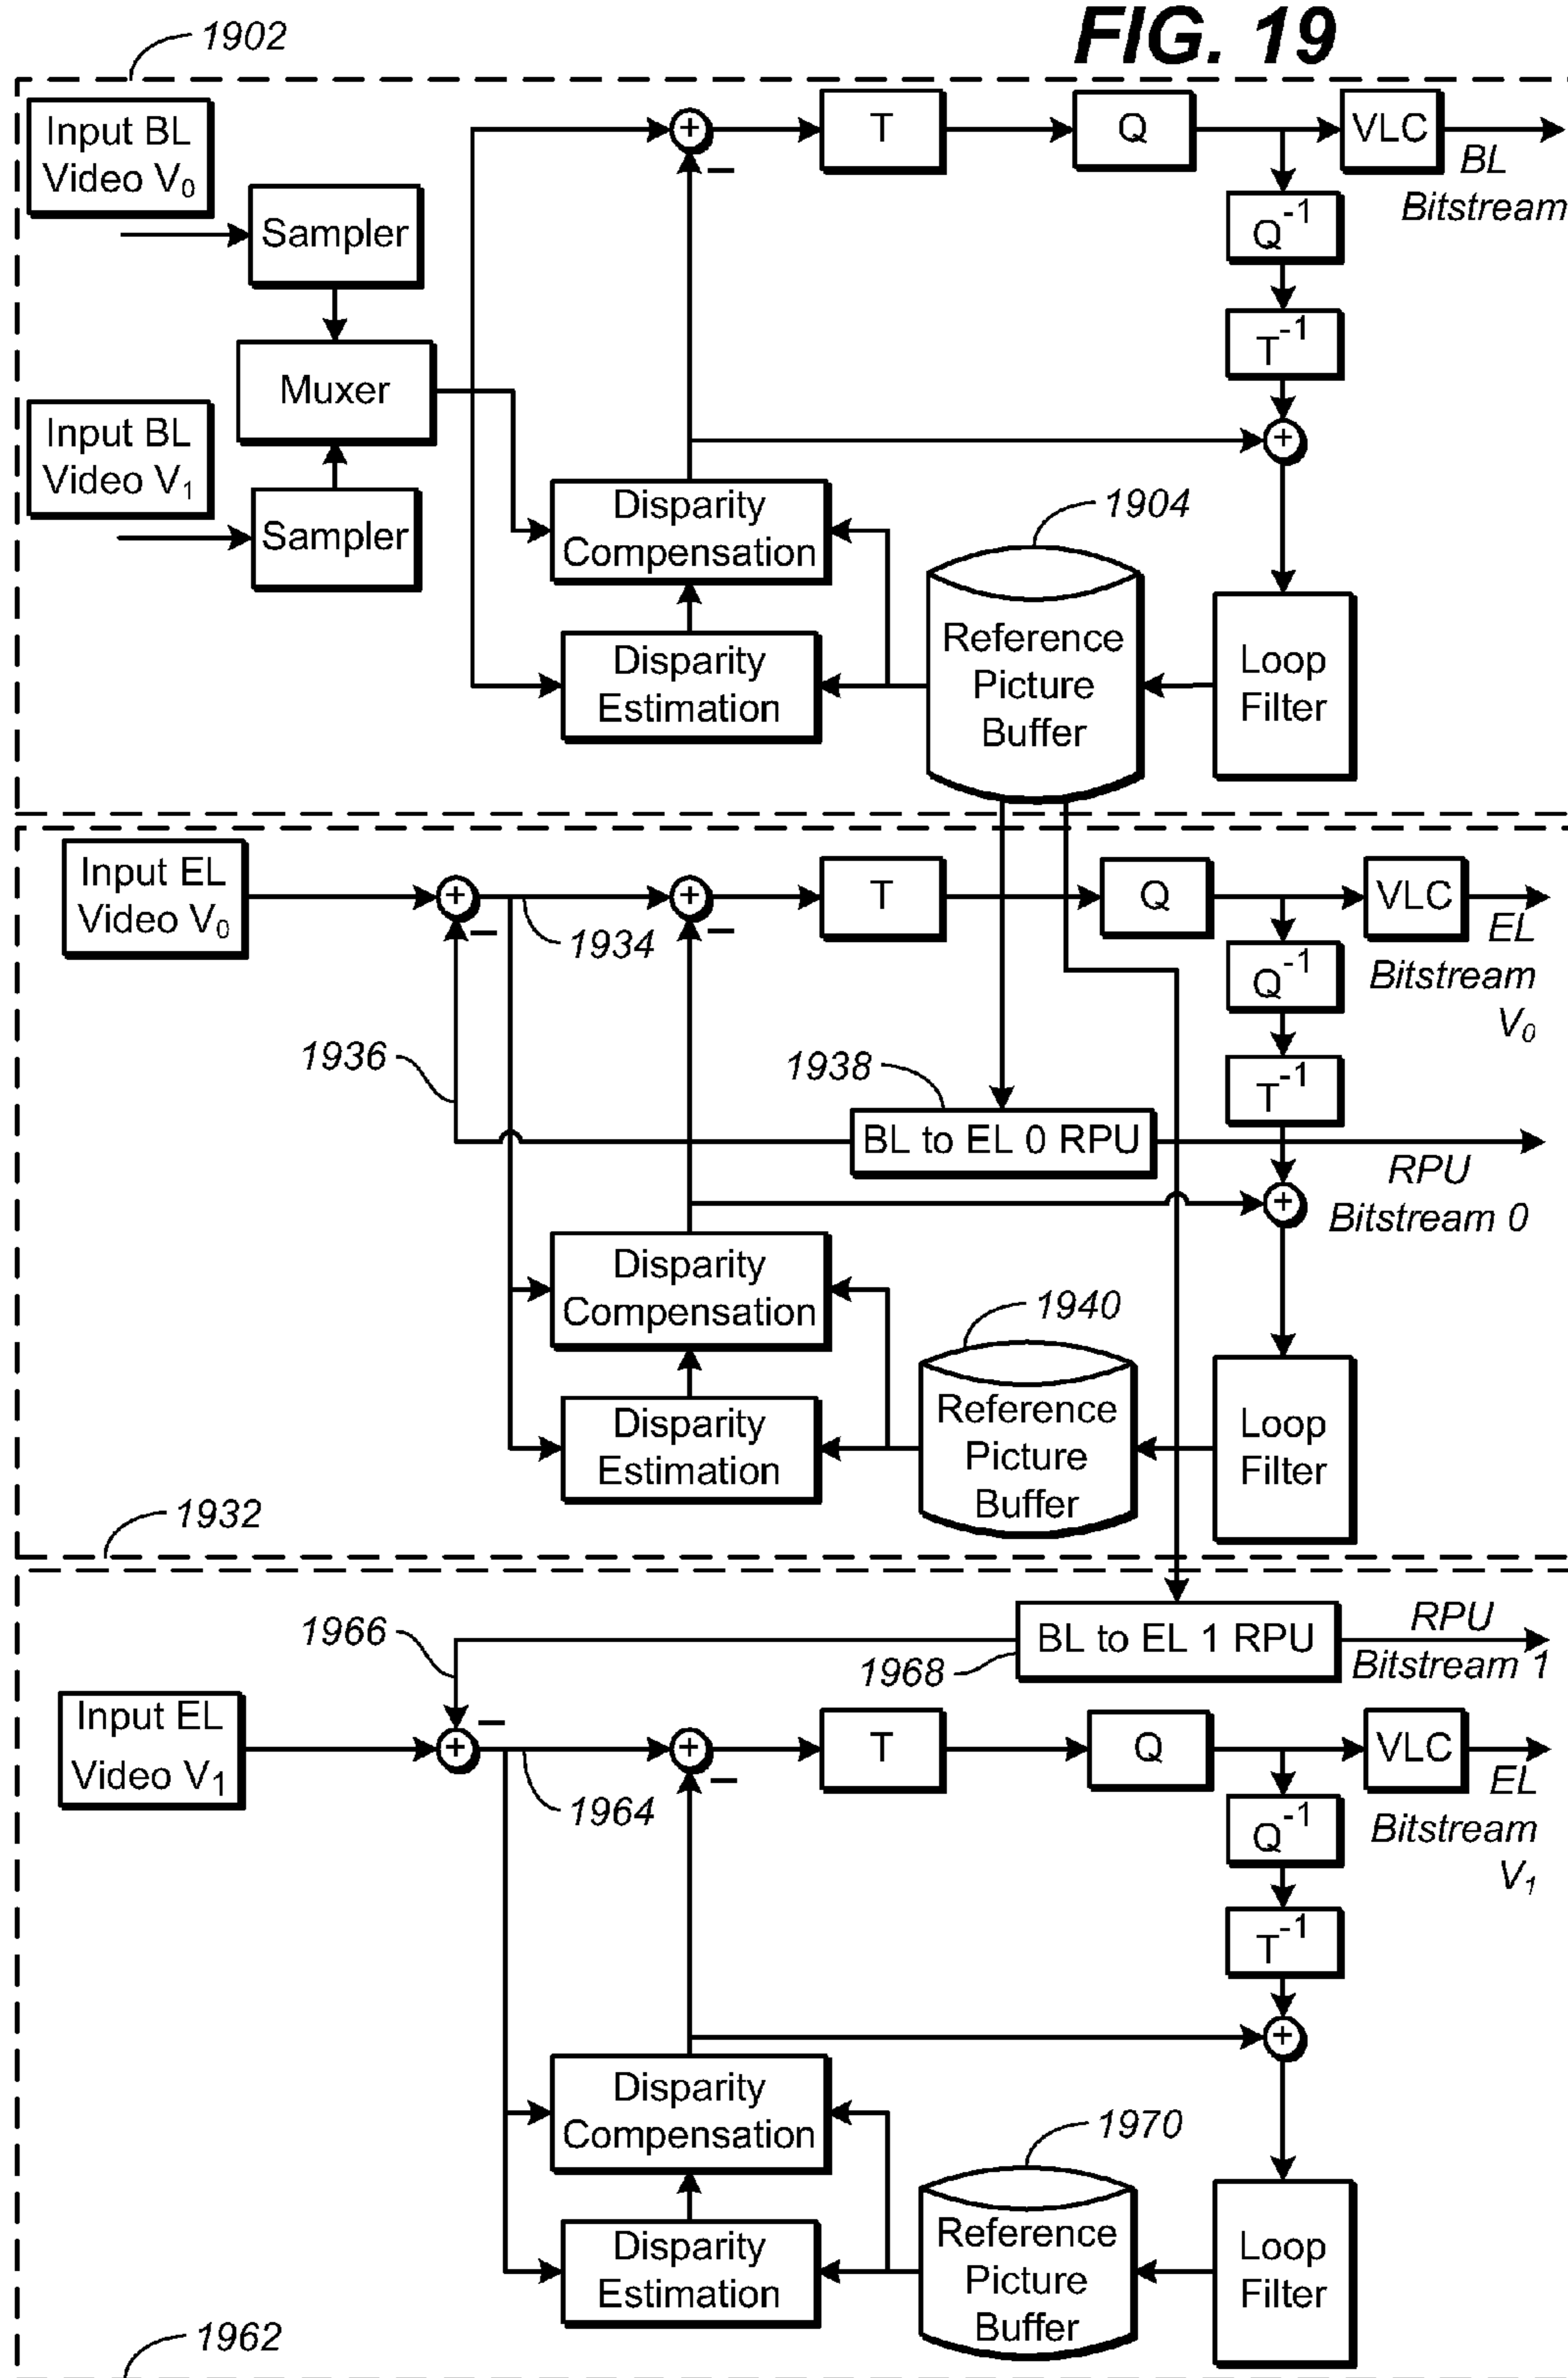 FIG. 19
1902
Input BL
Video V₀
Sampler
Muxer
Input BL
Video V₁
Sampler
T
Q
VLC
BL
Bitstream
Q⁻¹
T⁻¹
+
−
+
Disparity
Compensation
Disparity
Estimation
1904
Reference
Picture
Buffer
Loop
Filter
Input EL
Video V₀
+
−
1934
+
−
T
Q
VLC
EL
Bitstream
V₀
Q⁻¹
T⁻¹
1936
1938
BL to EL 0 RPU
RPU
Bitstream 0
+
Disparity
Compensation
Disparity
Estimation
1940
Reference
Picture
Buffer
Loop
Filter
1932
1966
BL to EL 1 RPU
1968
RPU
Bitstream 1
Input EL
Video V₁
+
−
1964
+
−
T
Q
VLC
EL
Bitstream
V₁
Q⁻¹
T⁻¹
+
Disparity
Compensation
Disparity
Estimation
1970
Reference
Picture
Buffer
Loop
Filter
1962